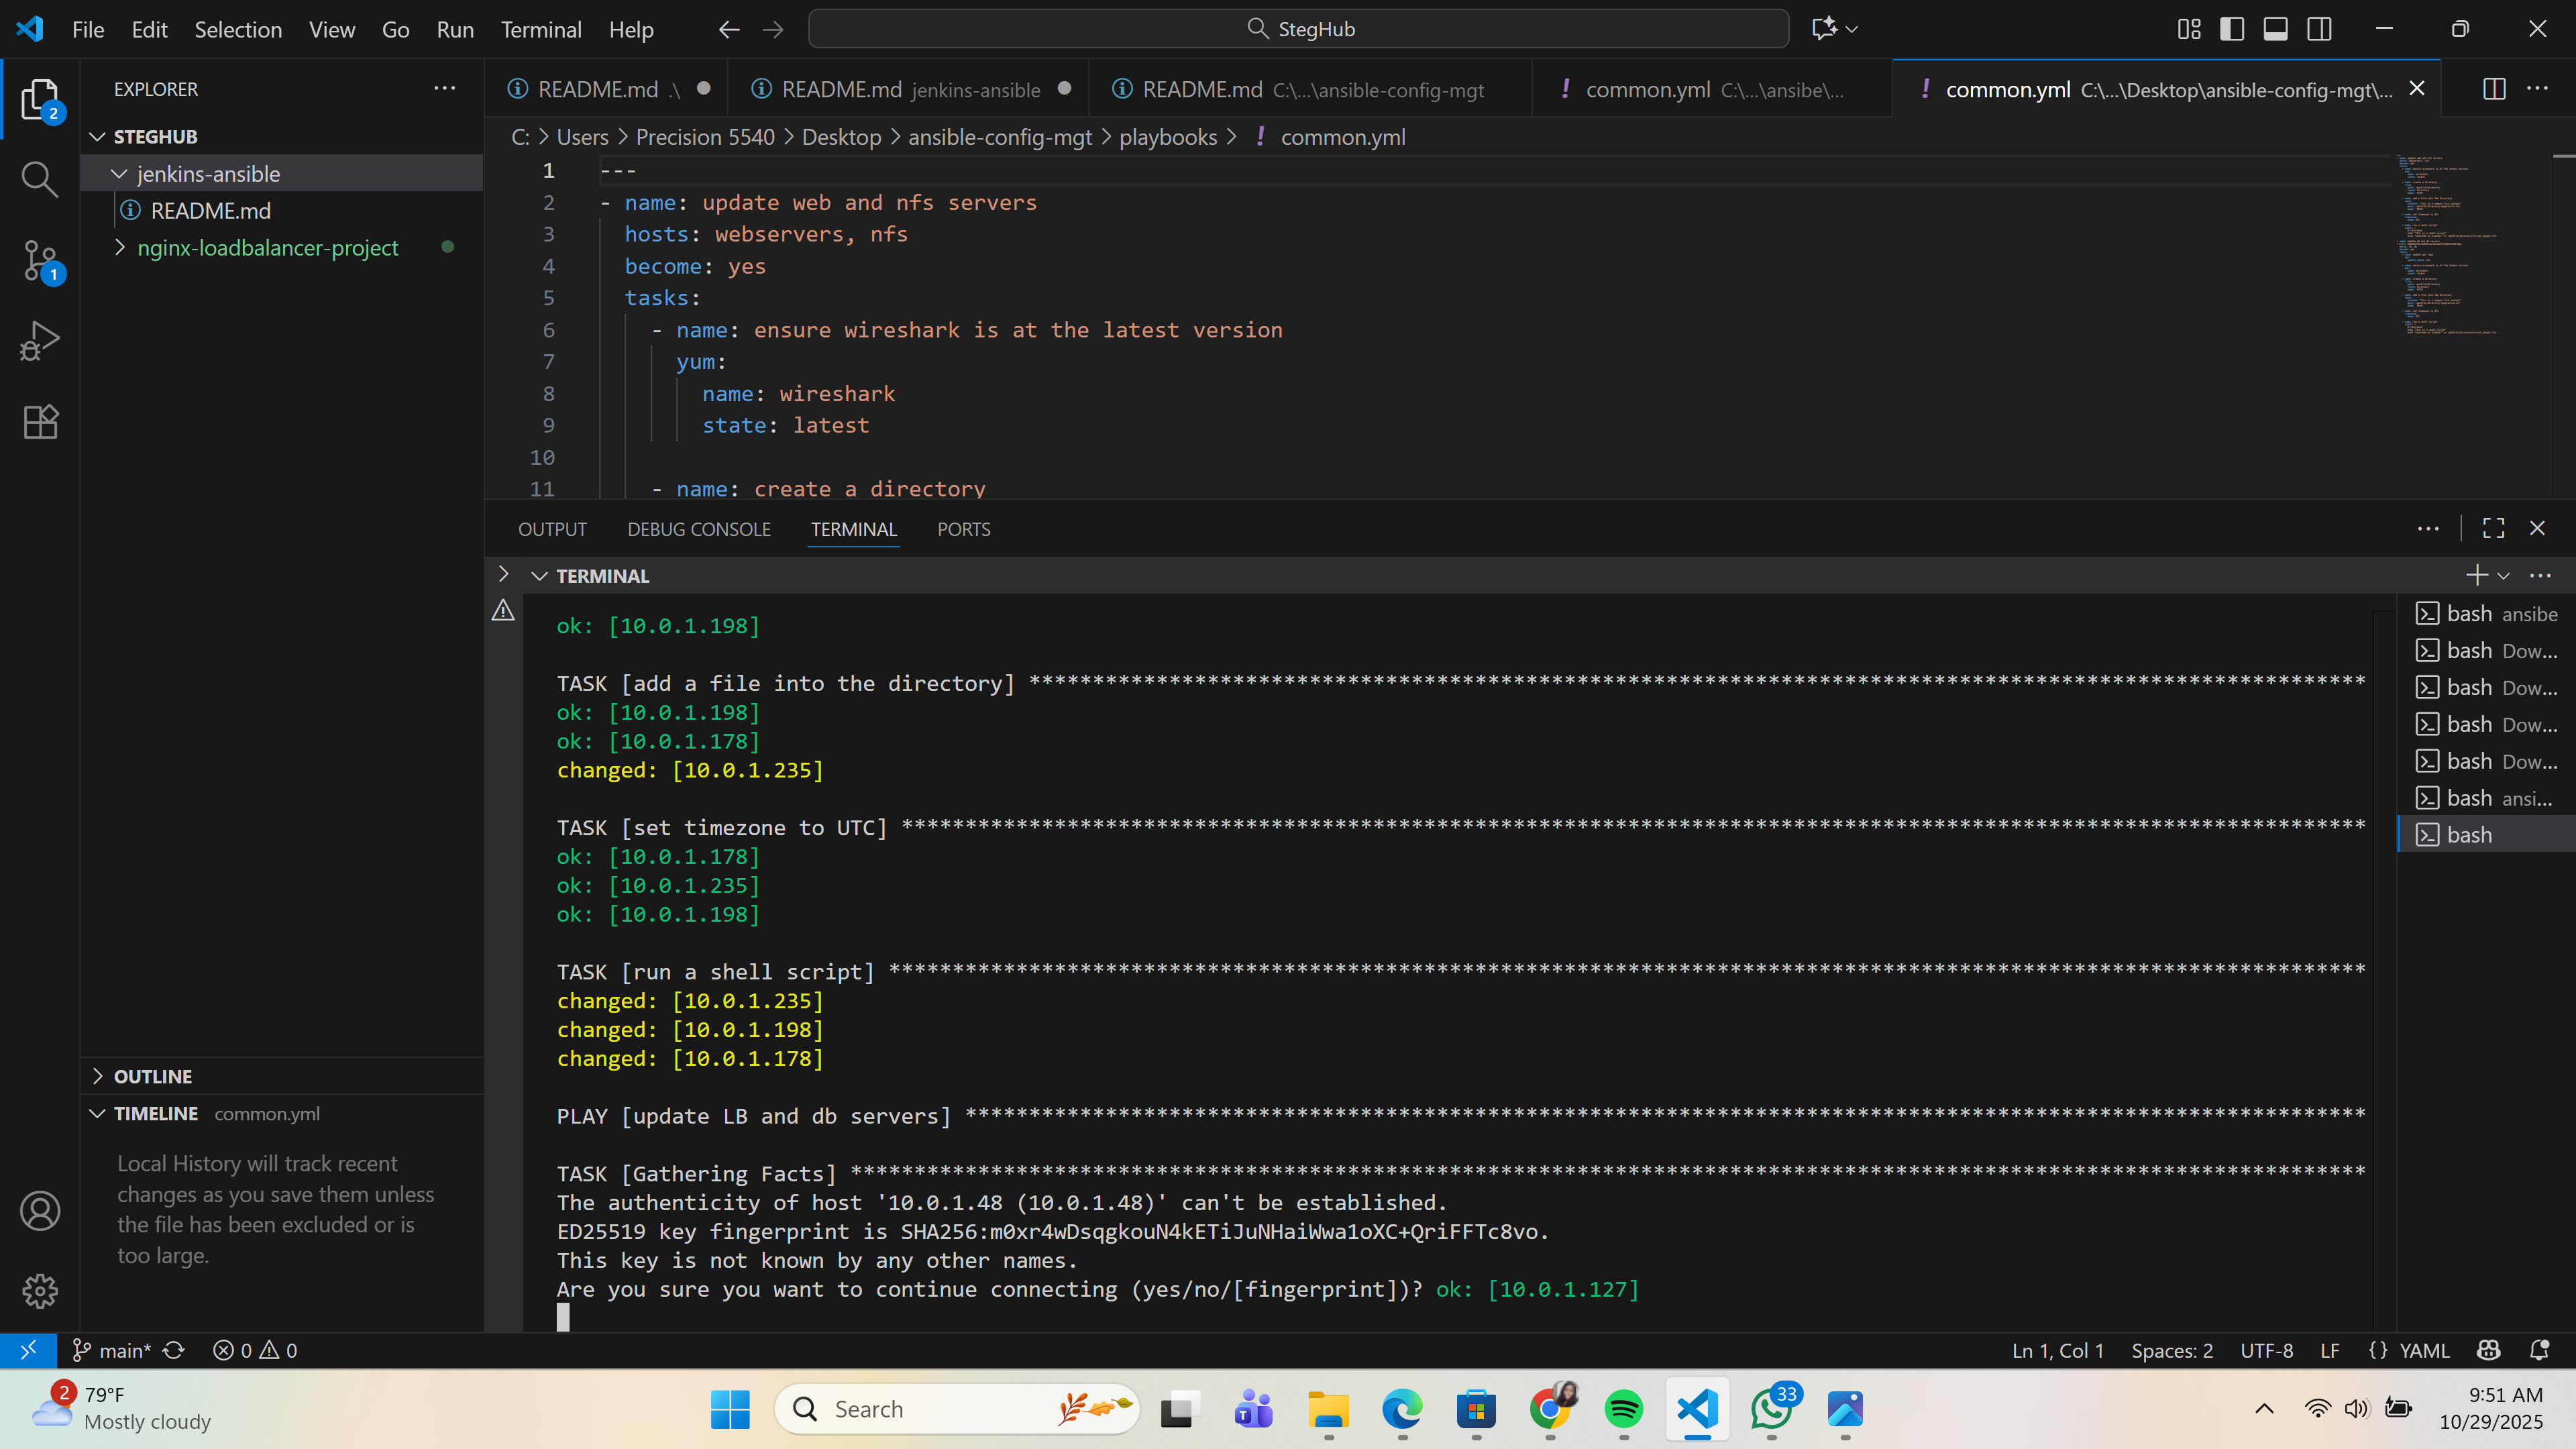 File Edit Selection View Go Run Terminal Help
StegHub
EXPLORER
2
STEGHUB
jenkins-ansible
README.md
nginx-loadbalancer-project
1
README.md .\
README.md jenkins-ansible
README.md C:\...\ansible-config-mgt
! common.yml C:\...\ansibe\...
! common.yml C:\...\Desktop\ansible-config-mgt\...
C: > Users > Precision 5540 > Desktop > ansible-config-mgt > playbooks > ! common.yml
1 ---
2 - name: update web and nfs servers
3 hosts: webservers, nfs
4 become: yes
5 tasks:
6 - name: ensure wireshark is at the latest version
7 yum:
8 name: wireshark
9 state: latest
10
11 - name: create a directory
OUTPUT DEBUG CONSOLE TERMINAL PORTS
TERMINAL
ok: [10.0.1.198]
TASK [add a file into the directory] ********************************************************************************************************
ok: [10.0.1.198]
ok: [10.0.1.178]
changed: [10.0.1.235]
TASK [set timezone to UTC] ******************************************************************************************************************
ok: [10.0.1.178]
ok: [10.0.1.235]
ok: [10.0.1.198]
TASK [run a shell script] *******************************************************************************************************************
changed: [10.0.1.235]
changed: [10.0.1.198]
changed: [10.0.1.178]
PLAY [update LB and db servers] *************************************************************************************************************
TASK [Gathering Facts] **********************************************************************************************************************
The authenticity of host '10.0.1.48 (10.0.1.48)' can't be established.
ED25519 key fingerprint is SHA256:m0xr4wDsqgkouN4kETiJuNHaiWwa1oXC+QriFFTc8vo.
This key is not known by any other names.
Are you sure you want to continue connecting (yes/no/[fingerprint])? ok: [10.0.1.127]
bash ansibe
bash Dow...
bash Dow...
bash Dow...
bash Dow...
bash ansi...
bash
OUTLINE
TIMELINE common.yml
Local History will track recent
changes as you save them unless
the file has been excluded or is
too large.
main* 0 0
Ln 1, Col 1 Spaces: 2 UTF-8 LF {} YAML
2
79°F
Mostly cloudy
Search
33
9:51 AM
10/29/2025